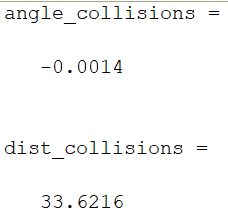 angle_collisions =
-0.0014
dist_collisions =
33.6216